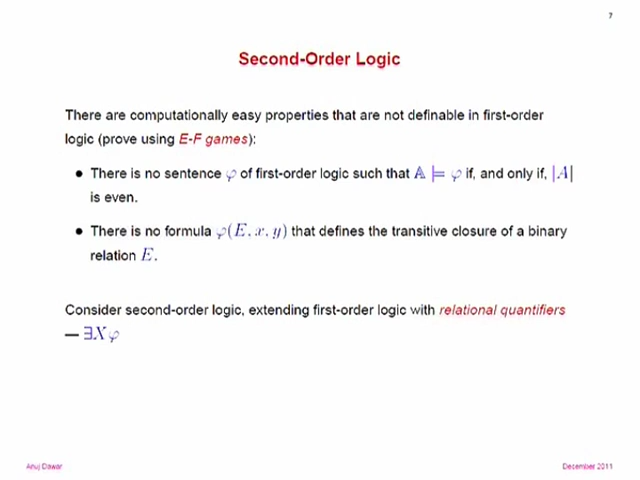 7
Second-Order Logic
There are computationally easy properties that are not definable in first-order
logic (prove using E-F games):
• There is no sentence φ of first-order logic such that 𝔸 ⊨ φ if, and only if, |A|
is even.
• There is no formula φ(E, x, y) that defines the transitive closure of a binary
relation E.
Consider second-order logic, extending first-order logic with relational quantifiers
— ∃Xφ
Anuj Dawar
December 2011